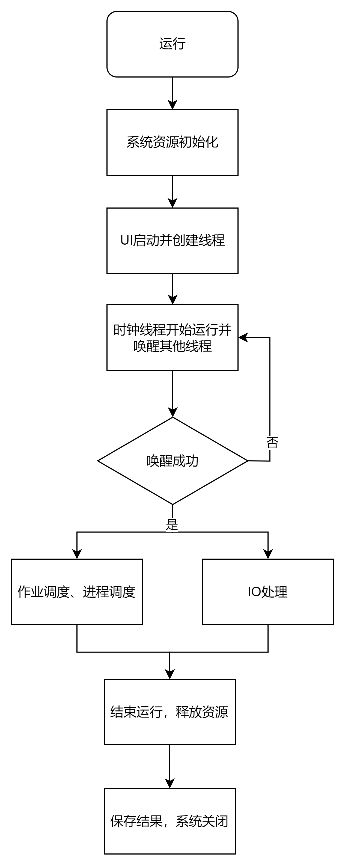 运行
系统资源初始化
UI启动并创建线程
时钟线程开始运行并
唤醒其他线程
唤醒成功
否
是
作业调度、进程调度
IO处理
结束运行，释放资源
保存结果，系统关闭